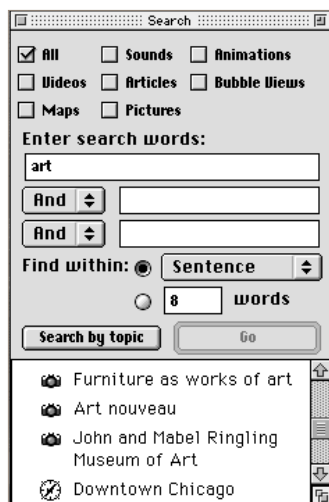 Search
All Sounds Animations
Videos Articles Bubble Views
Maps Pictures
Enter search words:
art
And
And
Find within: Sentence
8 words
Search by topic Go
Furniture as works of art
Art nouveau
John and Mabel Ringling
Museum of Art
Downtown Chicago